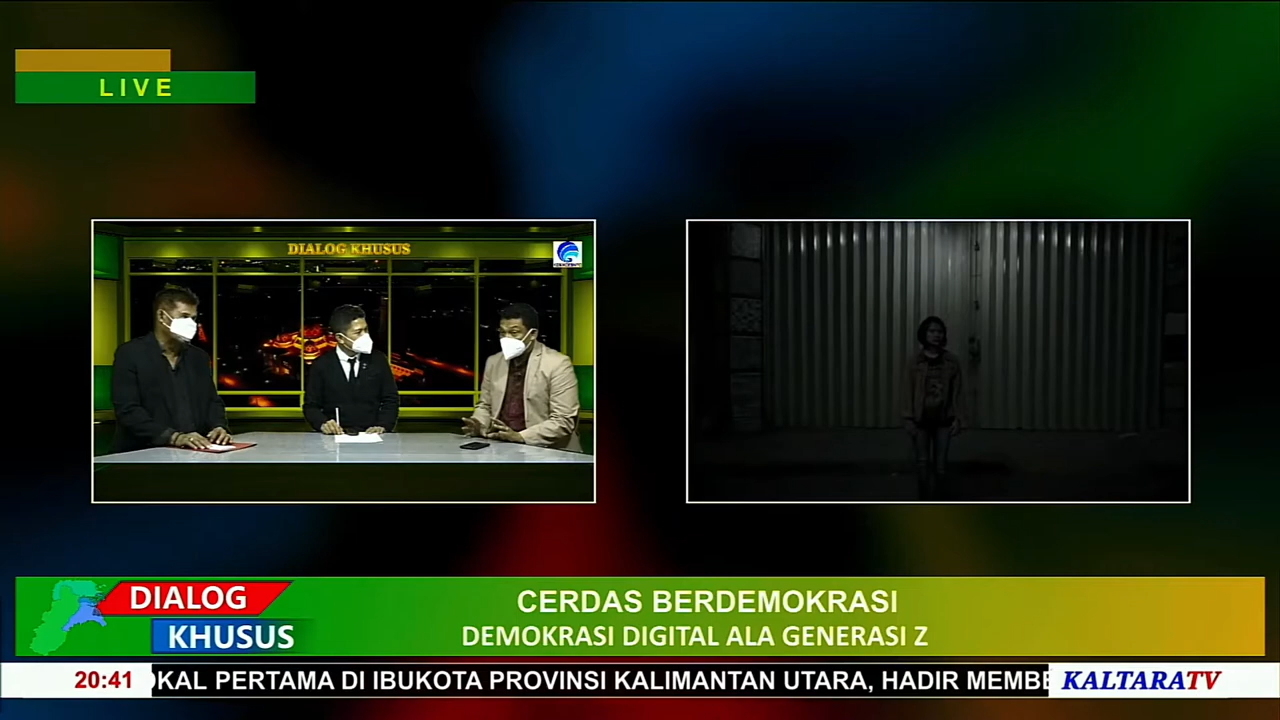 LIVE
DIALOG KHUSUS
CERDAS BERDEMOKRASI
DEMOKRASI DIGITAL ALA GENERASI Z
DIALOG
KHUSUS
20:41 OKAL PERTAMA DI IBUKOTA PROVINSI KALIMANTAN UTARA, HADIR MEMBE KALTARATV